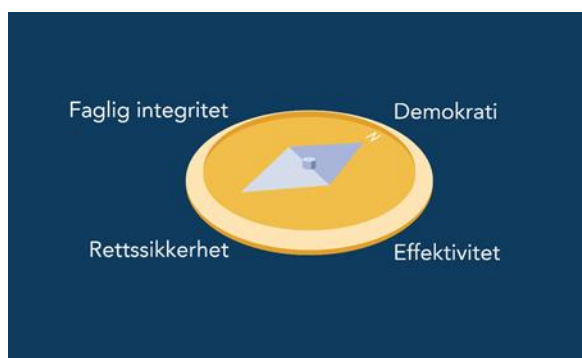 Faglig integritet
Demokrati
N
Rettssikkerhet
Effektivitet